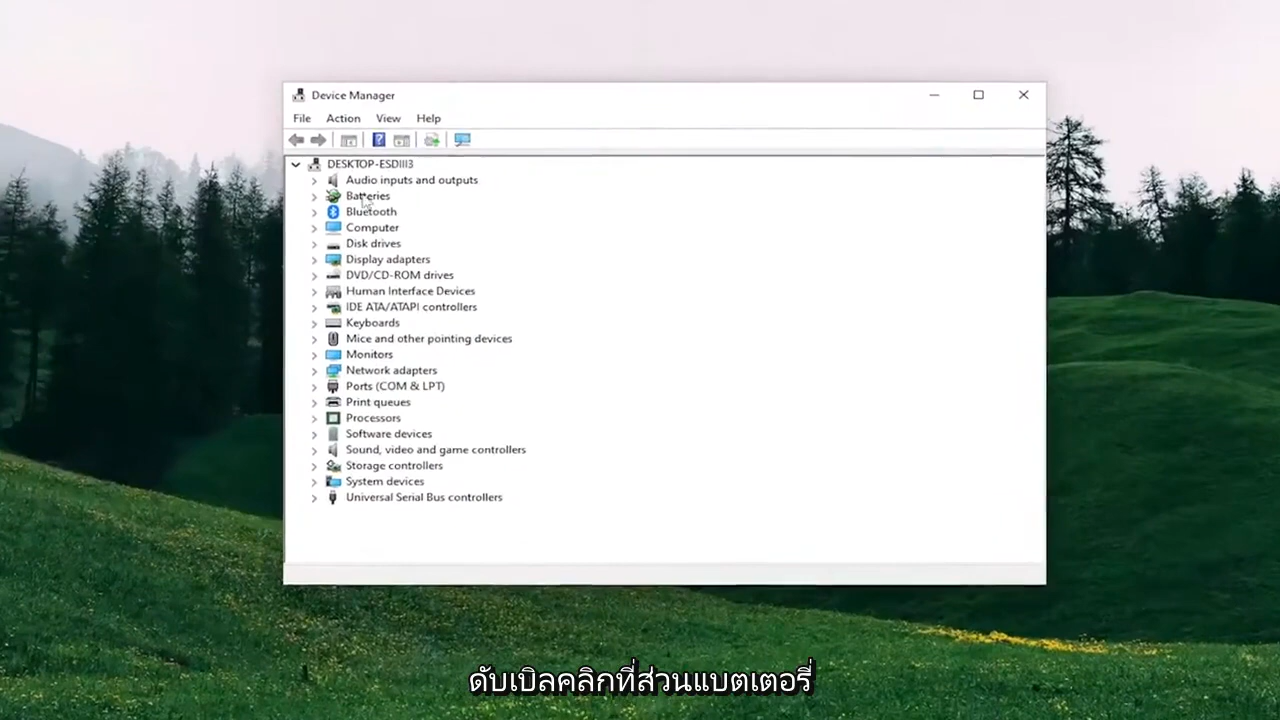 Device Manager
File Action View Help
DESKTOP-ESDIII3
Audio inputs and outputs
Batteries
Bluetooth
Computer
Disk drives
Display adapters
DVD/CD-ROM drives
Human Interface Devices
IDE ATA/ATAPI controllers
Keyboards
Mice and other pointing devices
Monitors
Network adapters
Ports (COM & LPT)
Print queues
Processors
Software devices
Sound, video and game controllers
Storage controllers
System devices
Universal Serial Bus controllers
ดับเบิลคลิกที่ส่วนแบตเตอรี่